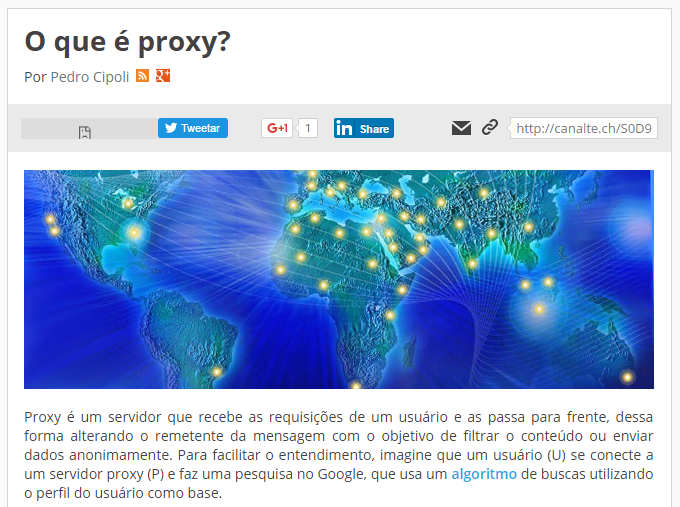 O que é proxy?
Por Pedro Cipoli
Tweetar
G+1
1
in Share
http://canalte.ch/S0D9
Proxy é um servidor que recebe as requisições de um usuário e as passa para frente, dessa
forma alterando o remetente da mensagem com o objetivo de filtrar o conteúdo ou enviar
dados anonimamente. Para facilitar o entendimento, imagine que um usuário (U) se conecte a
um servidor proxy (P) e faz uma pesquisa no Google, que usa um algoritmo de buscas utilizando
o perfil do usuário como base.